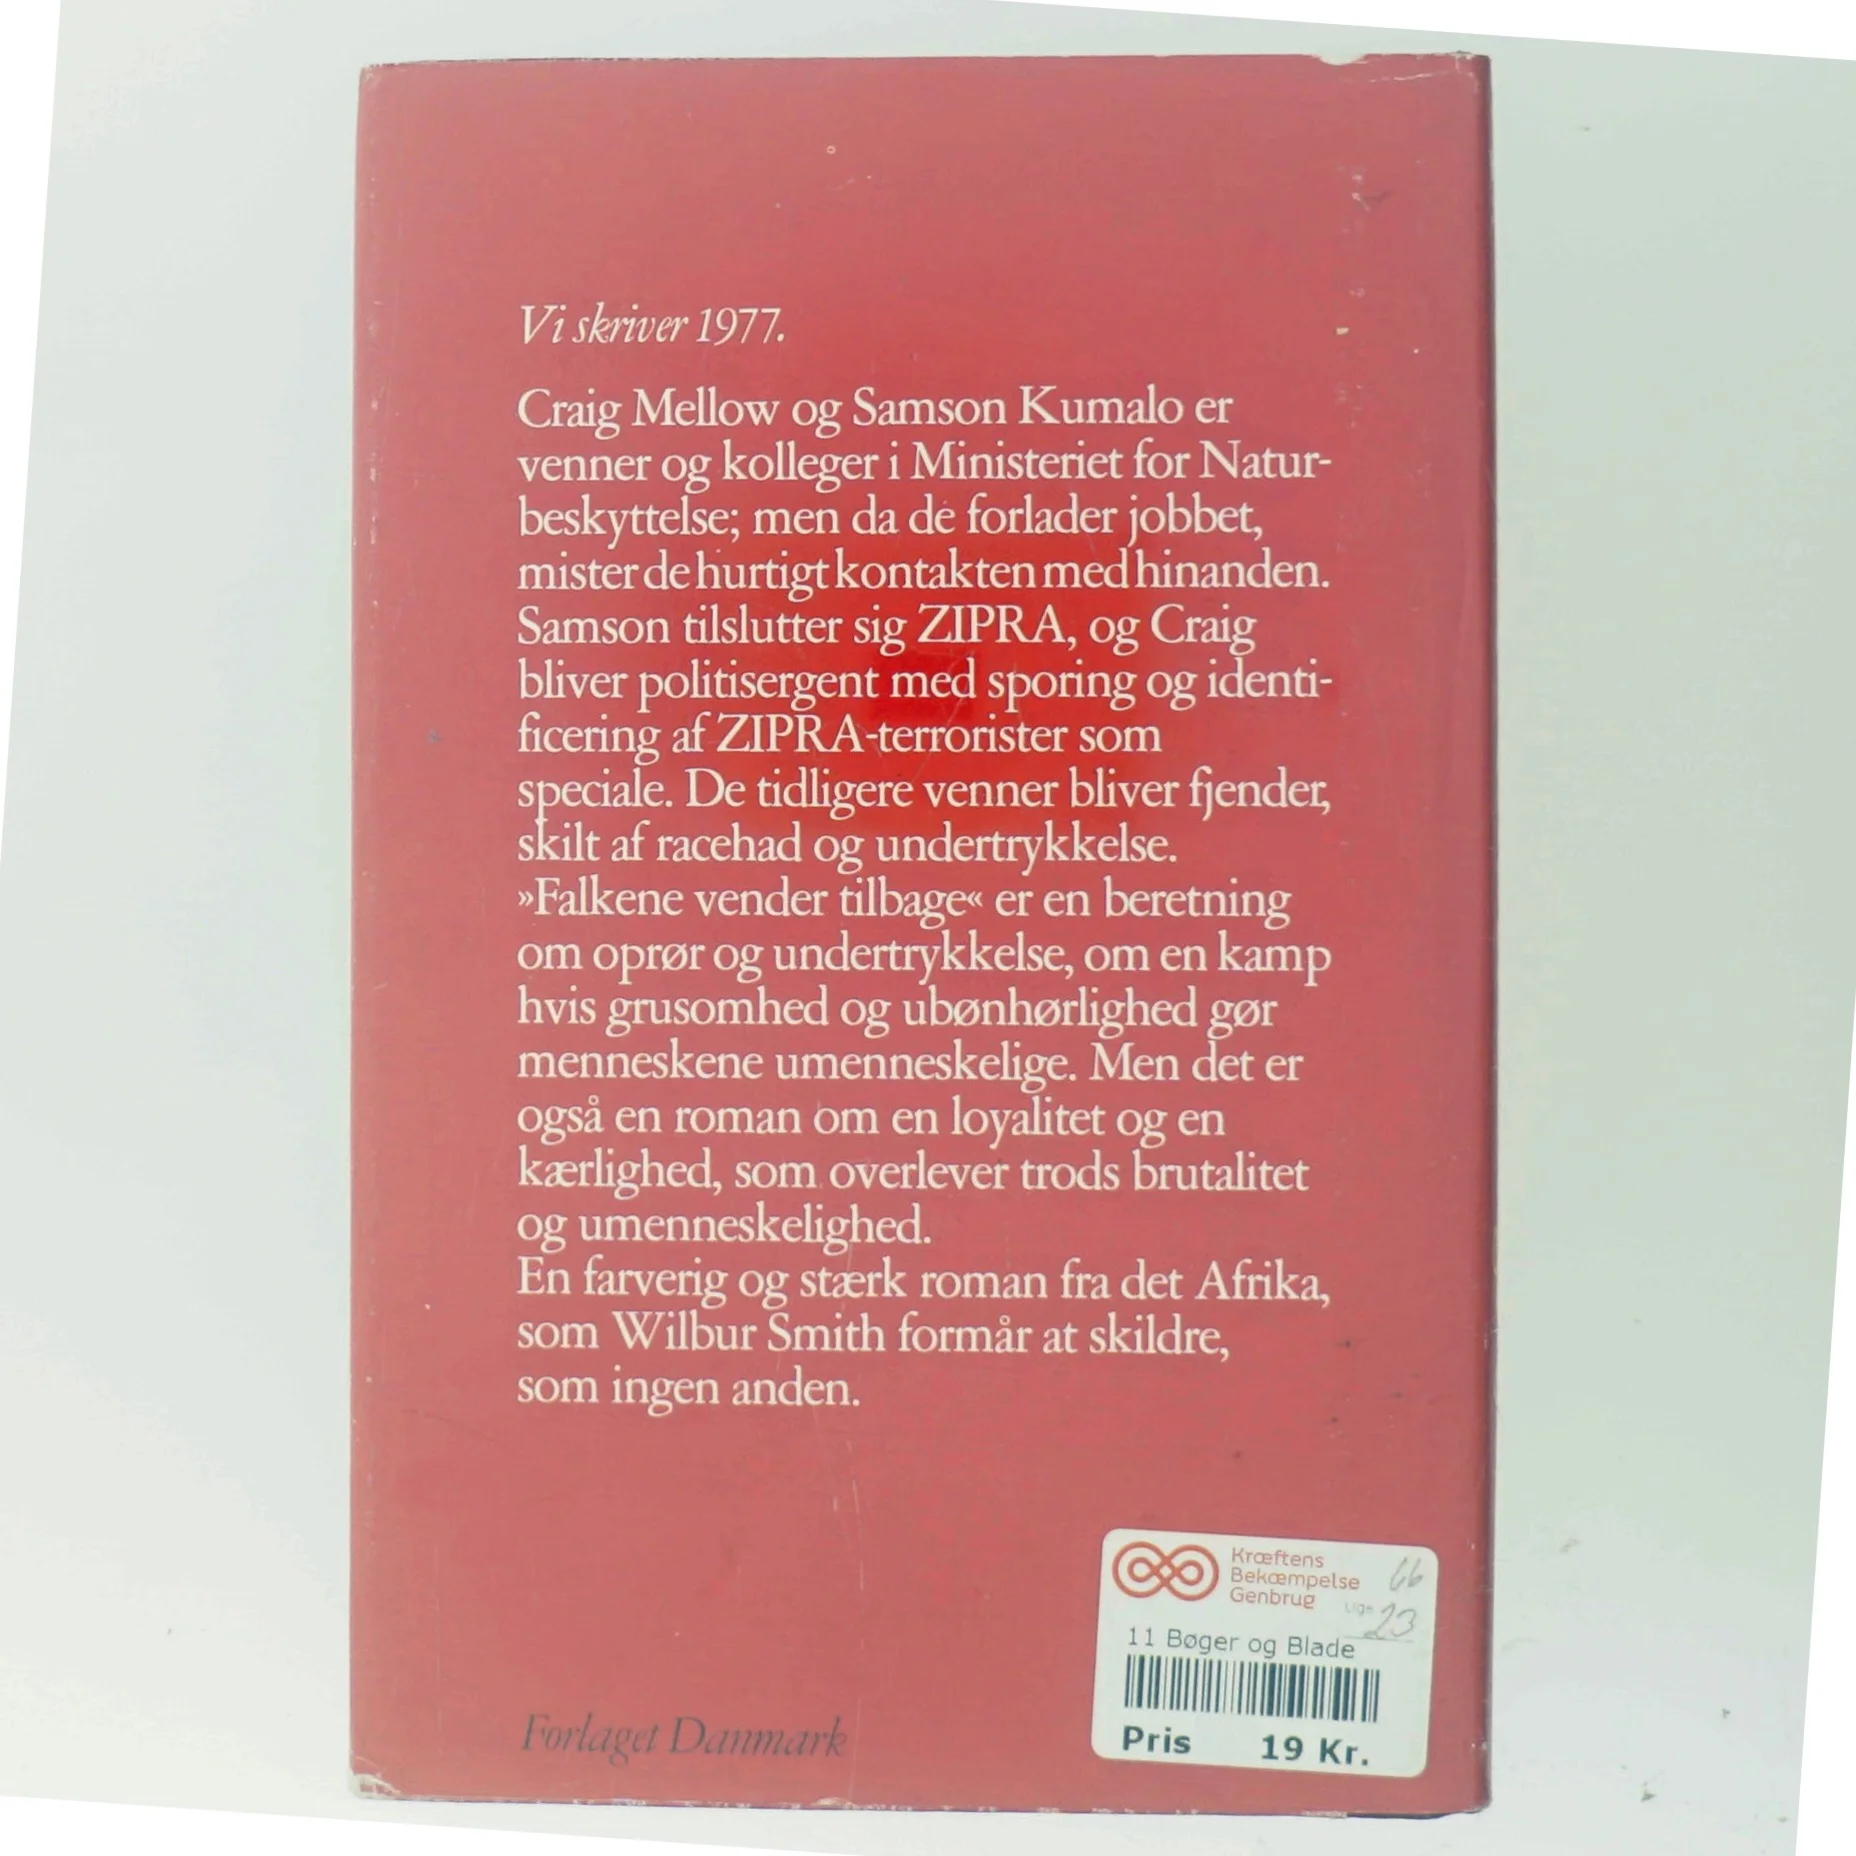 Vi skriver 1977.
Craig Mellow og Samson Kumalo er
venner og kolleger i Ministeriet for Natur-
beskyttelse; men da de forlader jobbet,
mister de hurtigt kontakten med hinanden.
Samson tilslutter sig ZIPRA, og Craig
bliver politisergent med sporing og identi-
ficering af ZIPRA-terrorister som
speciale. De tidligere venner bliver fjender,
skilt af racehad og undertrykkelse.
»Falkene vender tilbage« er en beretning
om oprør og undertrykkelse, om en kamp
hvis grusomhed og ubønhørlighed gør
menneskene umenneskelige. Men det er
også en roman om en loyalitet og en
kærlighed, som overlever trods brutalitet
og umenneskelighed.
En farverig og stærk roman fra det Afrika,
som Wilbur Smith formår at skildre,
som ingen anden.
Forlaget Danmark
Kræftens
Bekæmpelse
Genbrug
Uge 23
11 Bøger og Blade
Pris 19 Kr.